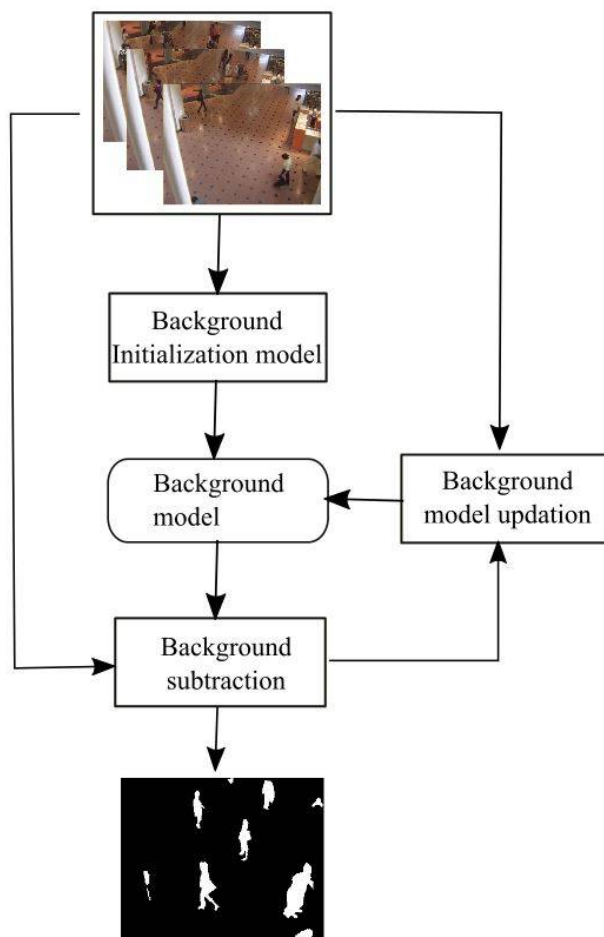 Background
Initialization model
Background
model
Background
model updation
Background
subtraction